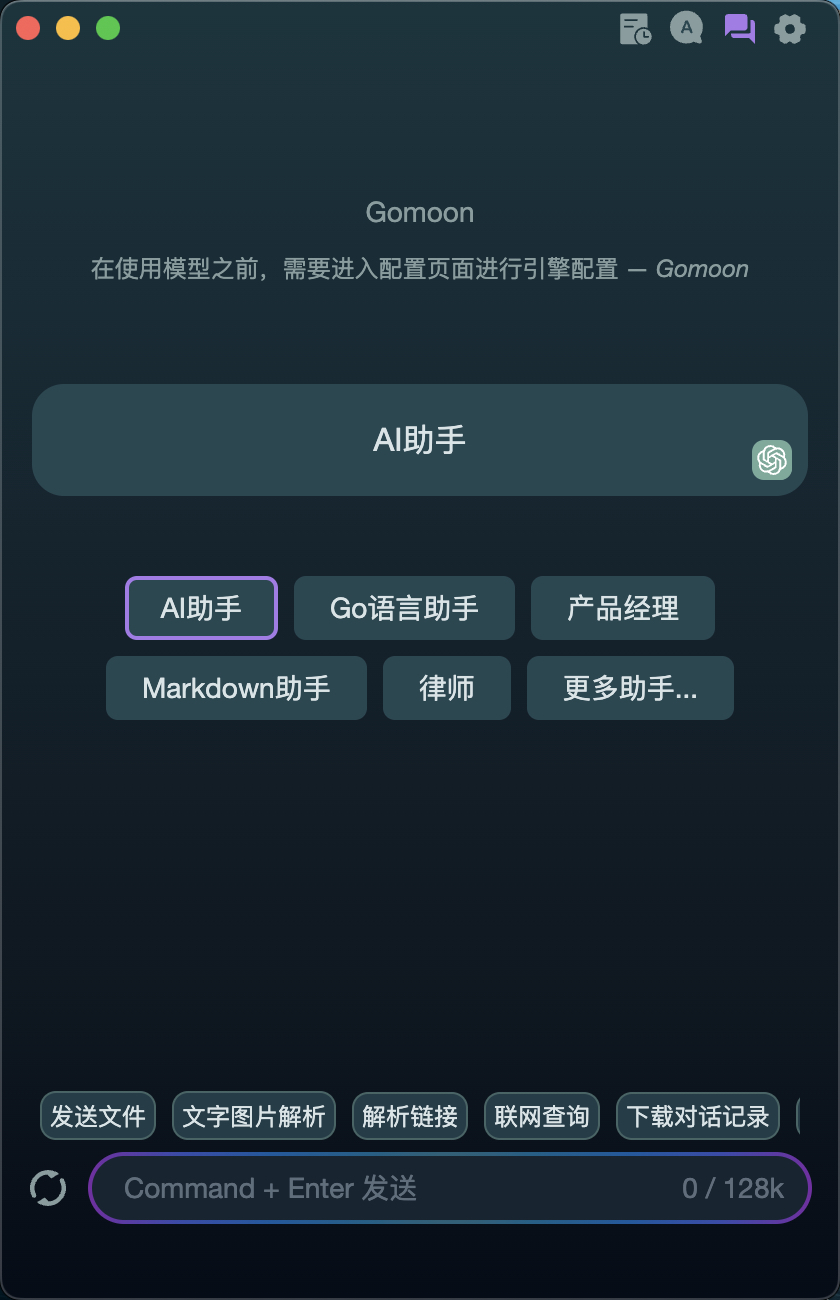 A
Gomoon
在使用模型之前，需要进入配置页面进行引擎配置 — Gomoon
AI助手
AI助手 Go语言助手 产品经理
Markdown助手 律师 更多助手...
发送文件 文字图片解析 解析链接 联网查询 下载对话记录
Command + Enter 发送 0 / 128k